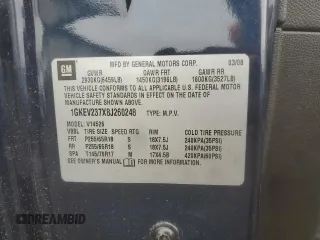 GM
MFD BY GENERAL MOTORS CORP. 03/08
GVWR GAWR FRT GAWR RR
2930KG(6459LB) 1450KG(3196LB) 1600KG(3527LB)
THIS VEHICLE CONFORMS TO ALL APPLICABLE U.S. FEDERAL MOTOR
VEHICLE SAFETY STANDARDS IN EFFECT ON THE DATE OF
MANUFACTURE SHOWN ABOVE.
1GKEV237X8J250248 TYPE: M.P.V.
MODEL: V14526
TIRE SIZE SPEED RTG RIM COLD TIRE PRESSURE
FRT P255/65R18 S 18X7.5J 240KPA(35PSI)
RR P255/65R18 S 18X7.5J 240KPA(35PSI)
SPA T145/70R17 M 17X4.5B 420KPA(60PSI)
SEE OWNER'S MANUAL FOR MORE INFORMATION.
© iDrive and